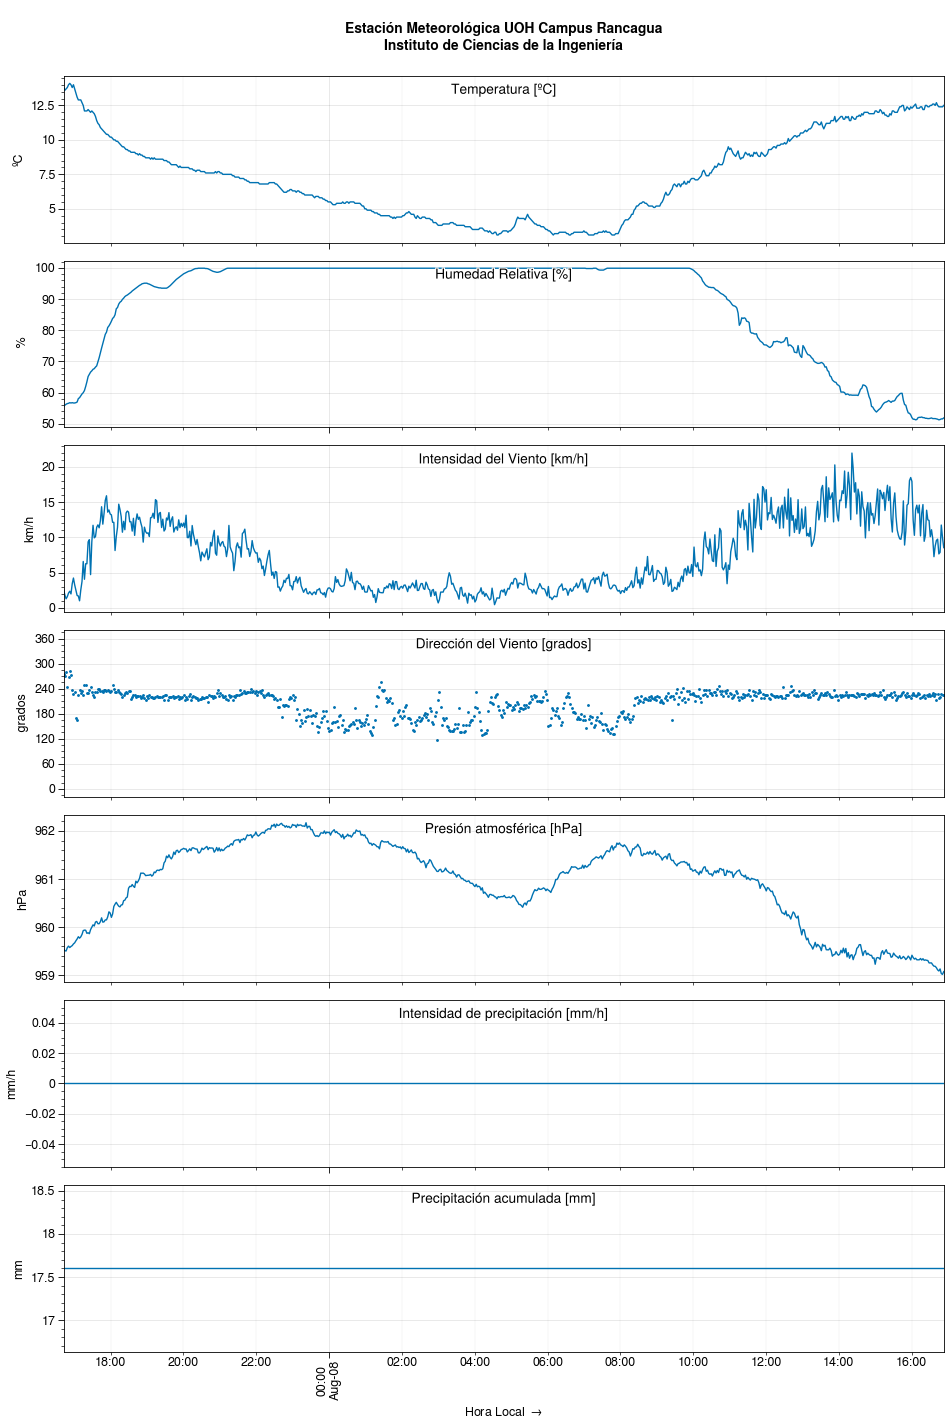 Estación Meteorológica UOH Campus Rancagua
Instituto de Ciencias de la Ingeniería
Temperatura [ºC]
12.5
10
7.5
5
ºC
Humedad Relativa [%]
100
90
80
70
60
50
%
Intensidad del Viento [km/h]
20
15
10
5
0
km/h
Dirección del Viento [grados]
360
300
240
180
120
60
0
grados
Presión atmosférica [hPa]
962
961
960
959
hPa
Intensidad de precipitación [mm/h]
0.04
0.02
0
−0.02
−0.04
mm/h
Precipitación acumulada [mm]
18.5
18
17.5
17
mm
18:00 20:00 22:00 00:00 02:00 04:00 06:00 08:00 10:00 12:00 14:00 16:00
Aug-08
Hora Local →